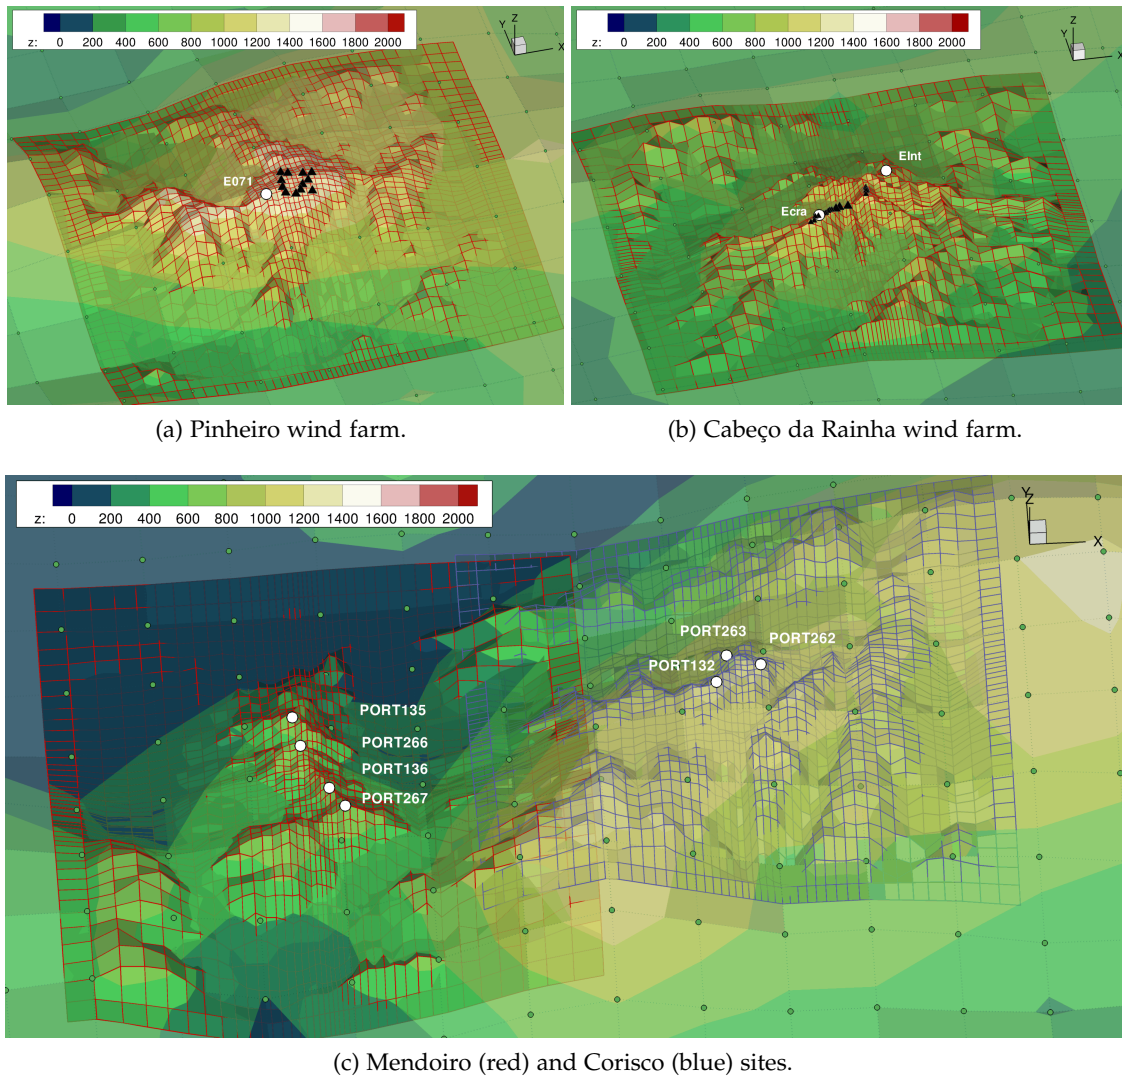 z: 0 200 400 600 800 1000 1200 1400 1600 1800 2000
Y Z X
E071
z: 0 200 400 600 800 1000 1200 1400 1600 1800 2000
Z Y X
EInt
Ecra
(a) Pinheiro wind farm.
(b) Cabeço da Rainha wind farm.
z: 0 200 400 600 800 1000 1200 1400 1600 1800 2000
Y Z X
PORT263
PORT262
PORT132
PORT135
PORT266
PORT136
PORT267
(c) Mendoiro (red) and Corisco (blue) sites.